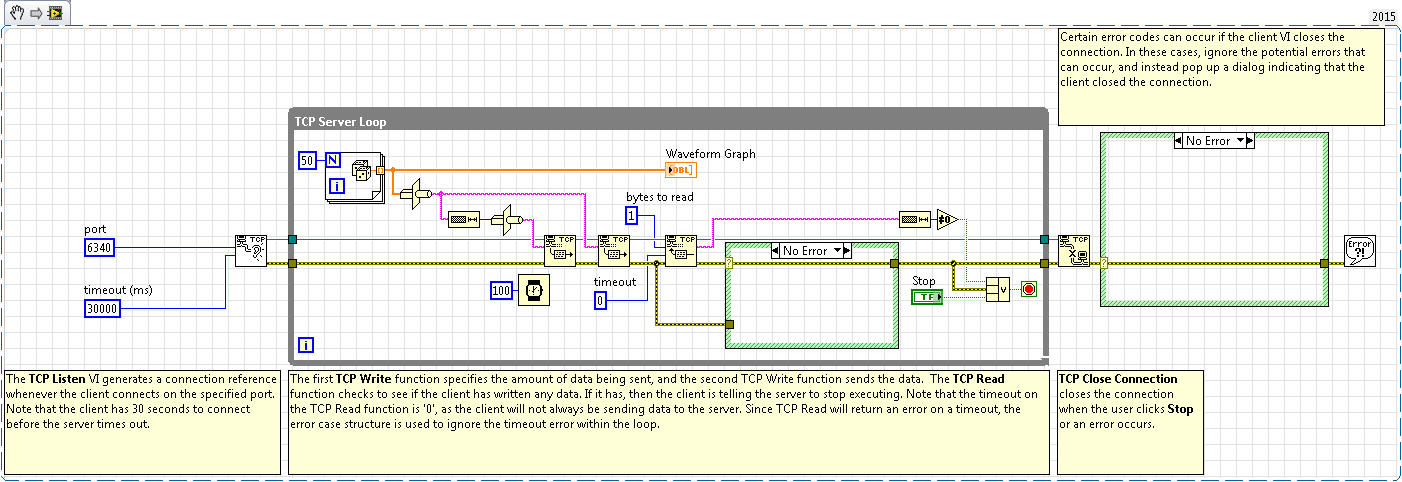 2015
Certain error codes can occur if the client VI closes the
connection. In these cases, ignore the potential errors that
can occur, and instead pop up a dialog indicating that the
client closed the connection.
TCP Server Loop
50
N
i
Waveform Graph
DBL
bytes to read
1
No Error
port
6340
TCP
TCP
TCP
TCP
TCP
≠0
No Error
Error
?!
timeout (ms)
30000
100
timeout
0
?
?
Stop
TF
V
i
The TCP Listen VI generates a connection reference
whenever the client connects on the specified port.
Note that the client has 30 seconds to connect
before the server times out.
The first TCP Write function specifies the amount of data being sent, and the second TCP Write function sends the data. The TCP Read
function checks to see if the client has written any data. If it has, then the client is telling the server to stop executing. Note that the timeout on
the TCP Read function is '0', as the client will not always be sending data to the server. Since TCP Read will return an error on a timeout, the
error case structure is used to ignore the timeout error within the loop.
TCP Close Connection
closes the connection
when the user clicks Stop
or an error occurs.